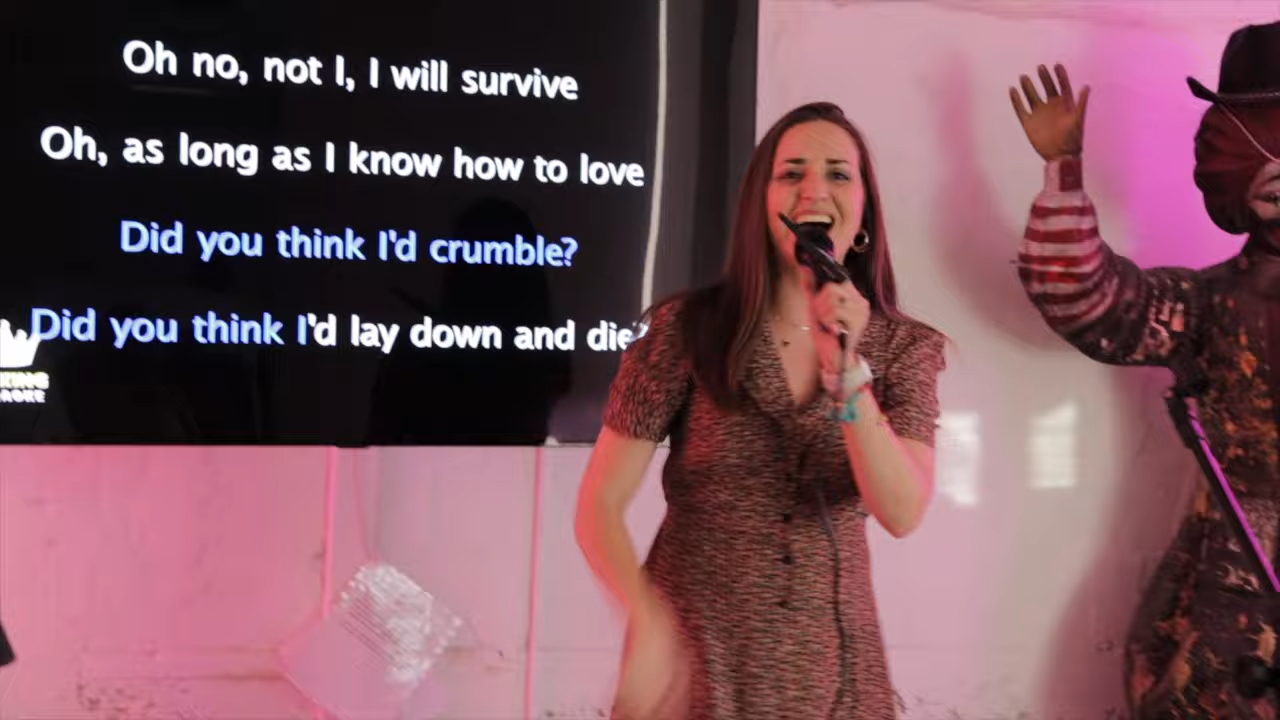 Oh no, not I, I will survive
Oh, as long as I know how to love
Did you think I'd crumble?
Did you think I'd lay down and die?